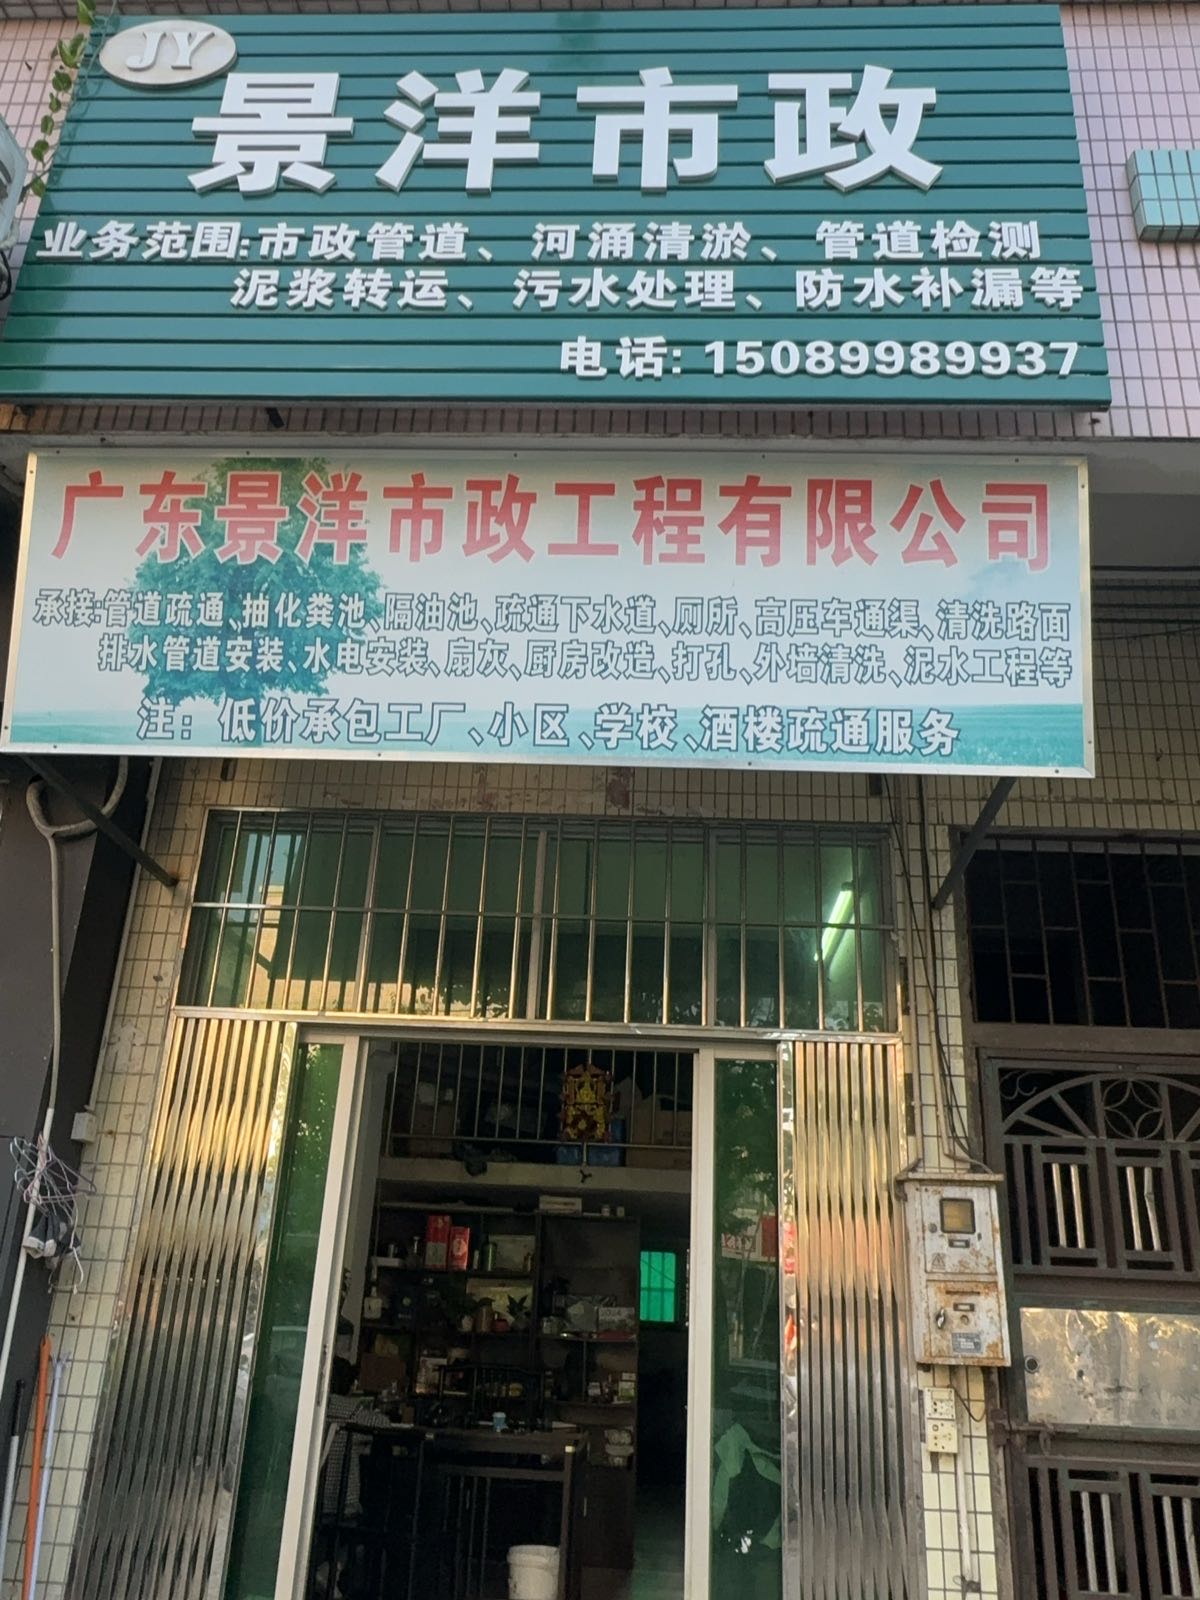 JY
景洋市政
业务范围:市政管道、河涌清淤、管道检测
泥浆转运、污水处理、防水补漏等
电话: 15089989937
广东景洋市政工程有限公司
承接:管道疏通、抽化粪池、隔油池、疏通下水道、厕所、高压车通渠、清洗路面
排水管道安装、水电安装、扇灰、厨房改造、打孔、外墙清洗、泥水工程等
注：低价承包工厂、小区、学校、酒楼疏通服务